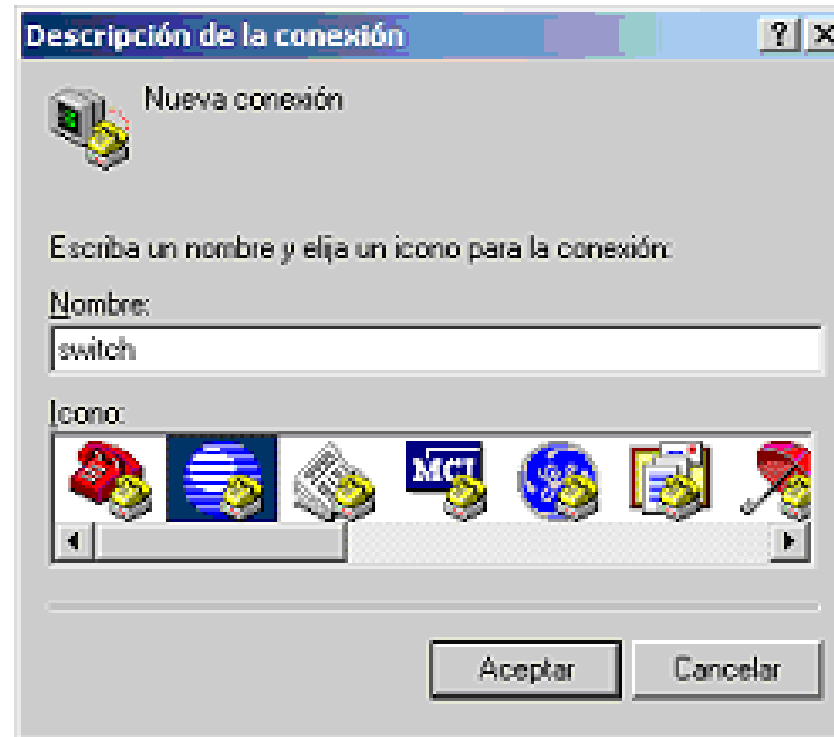 Descripción de la conexión
Nueva conexión
Escriba un nombre y elija un icono para la conexión:
Nombre:
switch
Icono:
MCI
Aceptar Cancelar